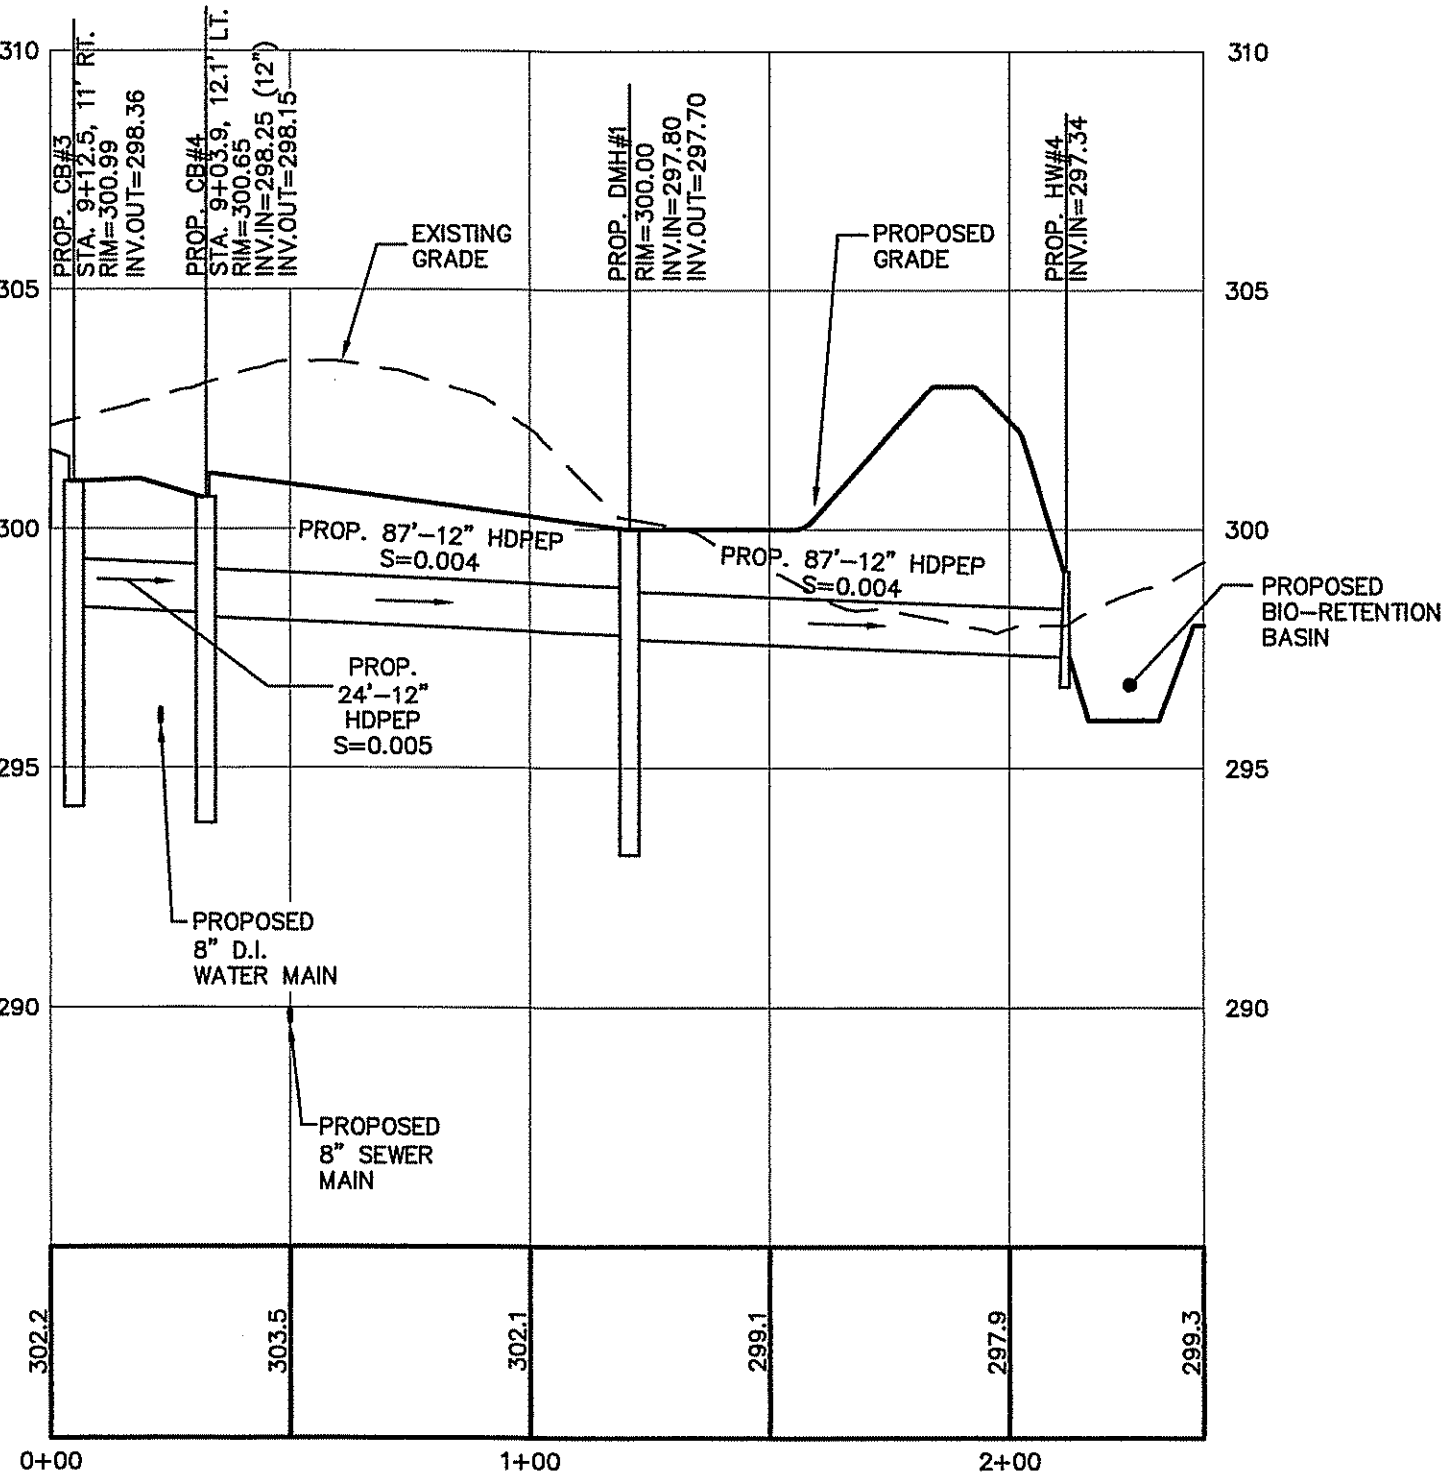 310
310
PROP. CB#3
STA. 9+12.5, 11' RT.
RIM=300.99
INV.OUT=298.36
PROP. CB#4
STA. 9+03.9, 12.1' LT.
RIM=300.65
INV.IN=298.25 (12")
INV.OUT=298.15
PROP. DMH#1
RIM=300.00
INV.IN=297.80
INV.OUT=297.70
PROP. HW#4
INV.IN=297.34
EXISTING
GRADE
PROPOSED
GRADE
305
305
300
300
PROP. 87'-12" HDPEP
S=0.004
PROP. 87'-12" HDPEP
S=0.004
PROPOSED
BIO-RETENTION
BASIN
PROP.
24'-12"
HDPEP
S=0.005
295
295
PROPOSED
8" D.I.
WATER MAIN
290
290
PROPOSED
8" SEWER
MAIN
302.2
303.5
302.1
299.1
297.9
299.3
0+00
1+00
2+00